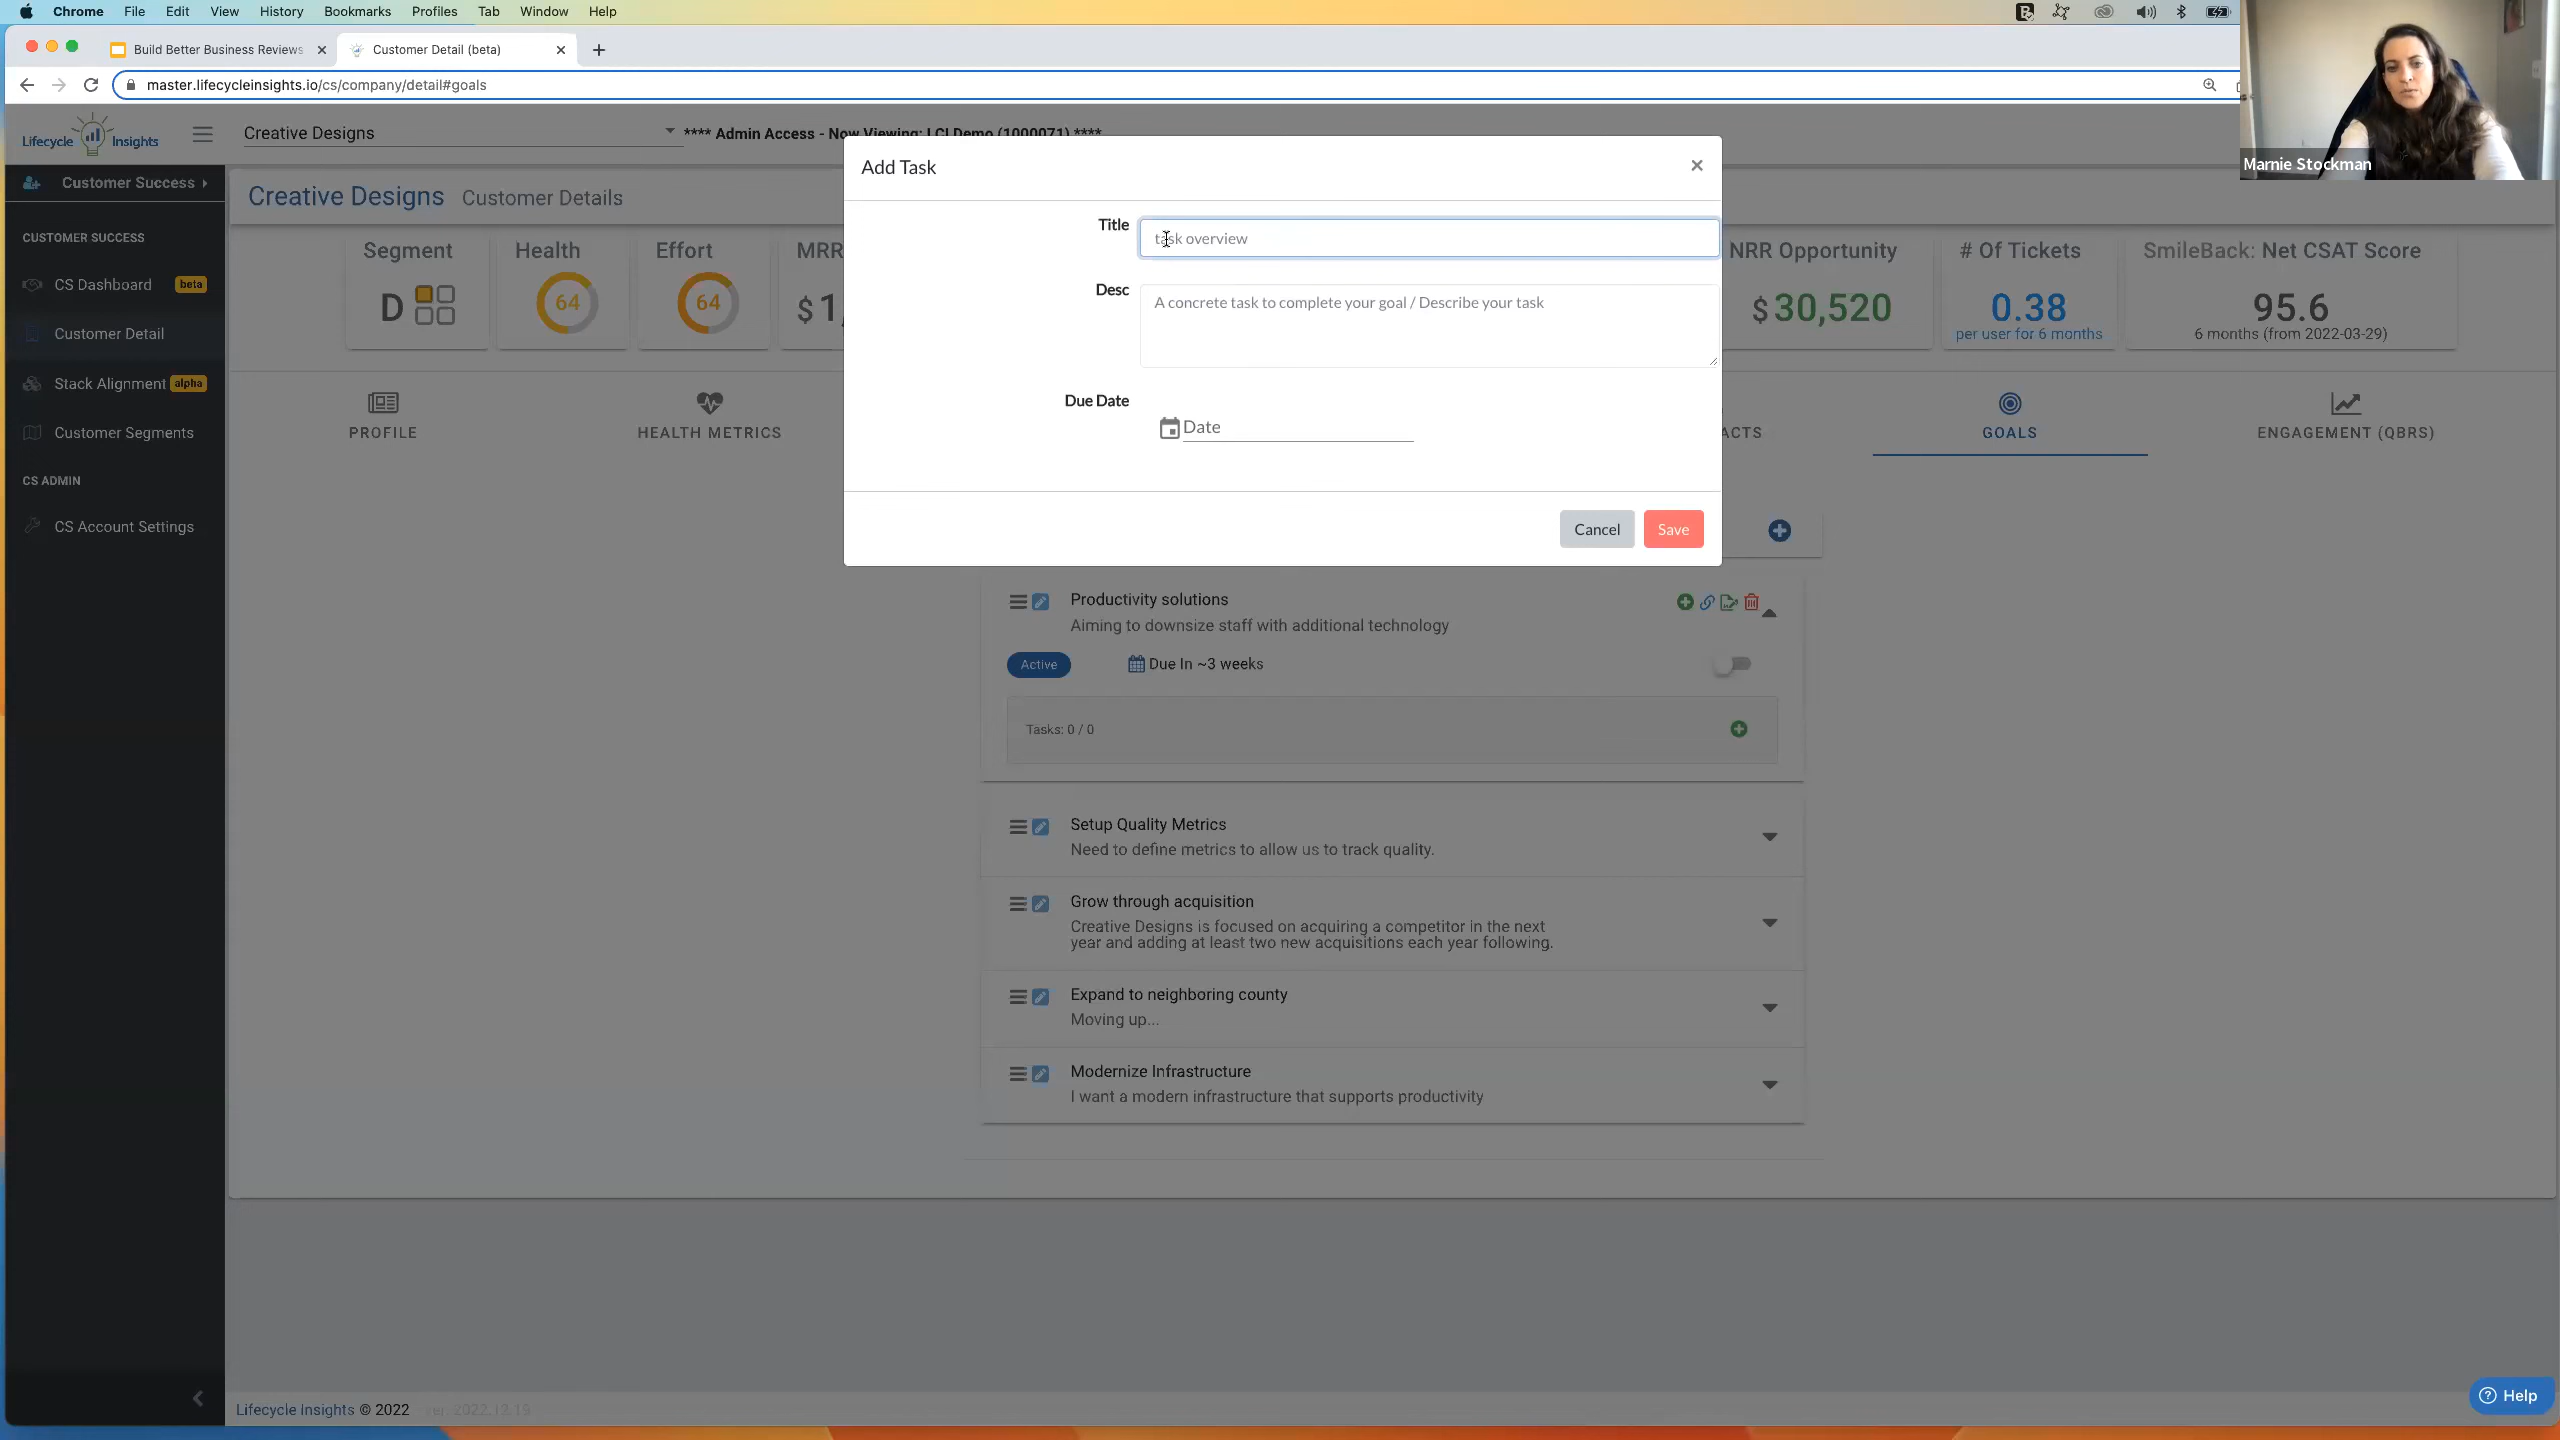 Chrome File Edit View History Bookmarks Profiles Tab Window Help
Build Better Business Reviews
Customer Detail (beta)
master.lifecycleinsights.io/cs/company/detail#goals
Marnie Stockman
Lifecycle Insights
Creative Designs
**** Admin Access - Now Viewing: LCI Demo (1000071) ****
Customer Success
CUSTOMER SUCCESS
CS Dashboard beta
Customer Detail
Stack Alignment alpha
Customer Segments
CS ADMIN
CS Account Settings
Creative Designs Customer Details
Segment
D
Health
64
Effort
64
MRR
$1,
NRR Opportunity
$30,520
# Of Tickets
0.38
per user for 6 months
SmileBack: Net CSAT Score
95.6
6 months (from 2022-03-29)
PROFILE
HEALTH METRICS
ACTS
GOALS
ENGAGEMENT (QBRS)
Add Task
Title
task overview
Desc
A concrete task to complete your goal / Describe your task
Due Date
Date
Cancel
Save
Productivity solutions
Aiming to downsize staff with additional technology
Active
Due In ~3 weeks
Tasks: 0 / 0
Setup Quality Metrics
Need to define metrics to allow us to track quality.
Grow through acquisition
Creative Designs is focused on acquiring a competitor in the next
year and adding at least two new acquisitions each year following.
Expand to neighboring county
Moving up...
Modernize Infrastructure
I want a modern infrastructure that supports productivity
Lifecycle Insights © 2022
Help